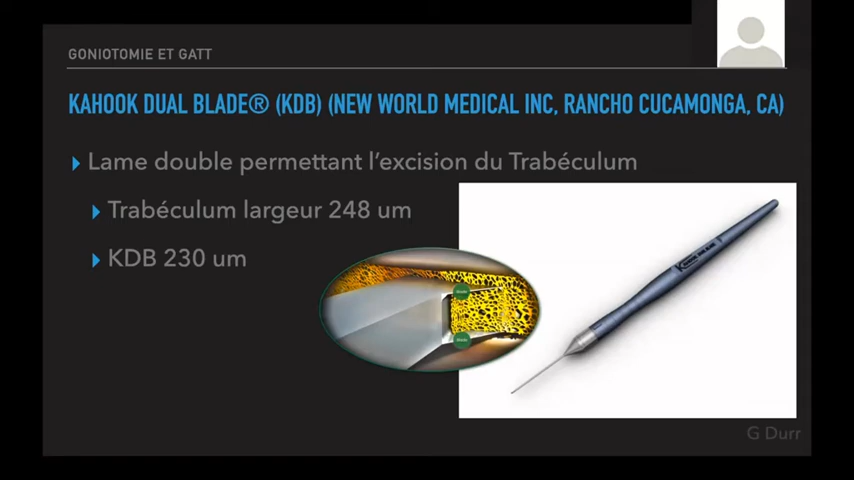 GONIOTOMIE ET GATT
KAHOOK DUAL BLADE® (KDB) (NEW WORLD MEDICAL INC, RANCHO CUCAMONGA, CA)
Lame double permettant l'excision du Trabéculum
Trabéculum largeur 248 um
KDB 230 um
G Durr